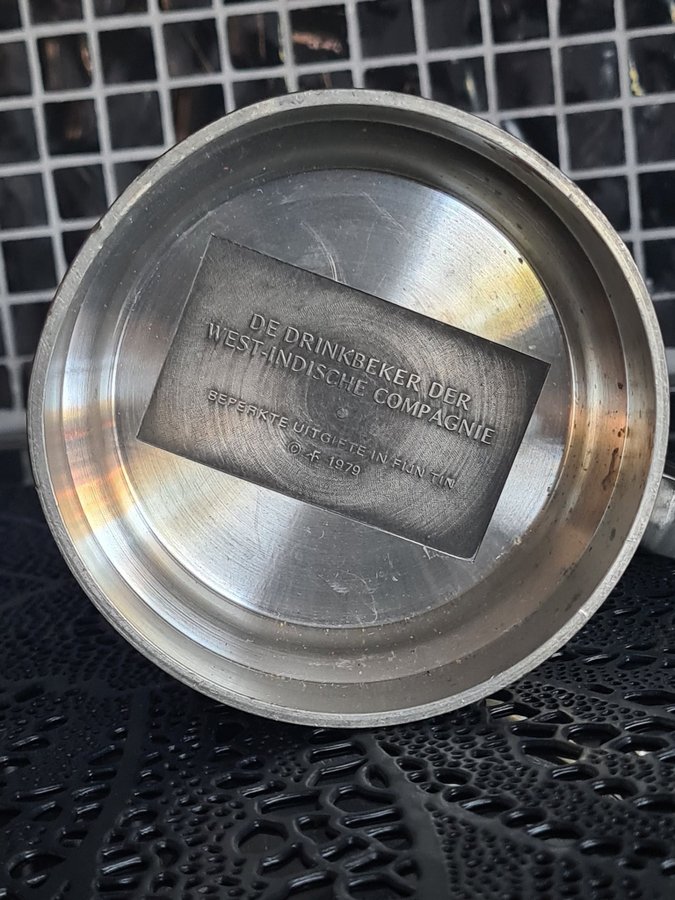 DE DRINKBEKER DER
WEST-INDISCHE COMPAGNIE
BEPERKTE UITGIFTE IN FIJN TIN
© F 1979